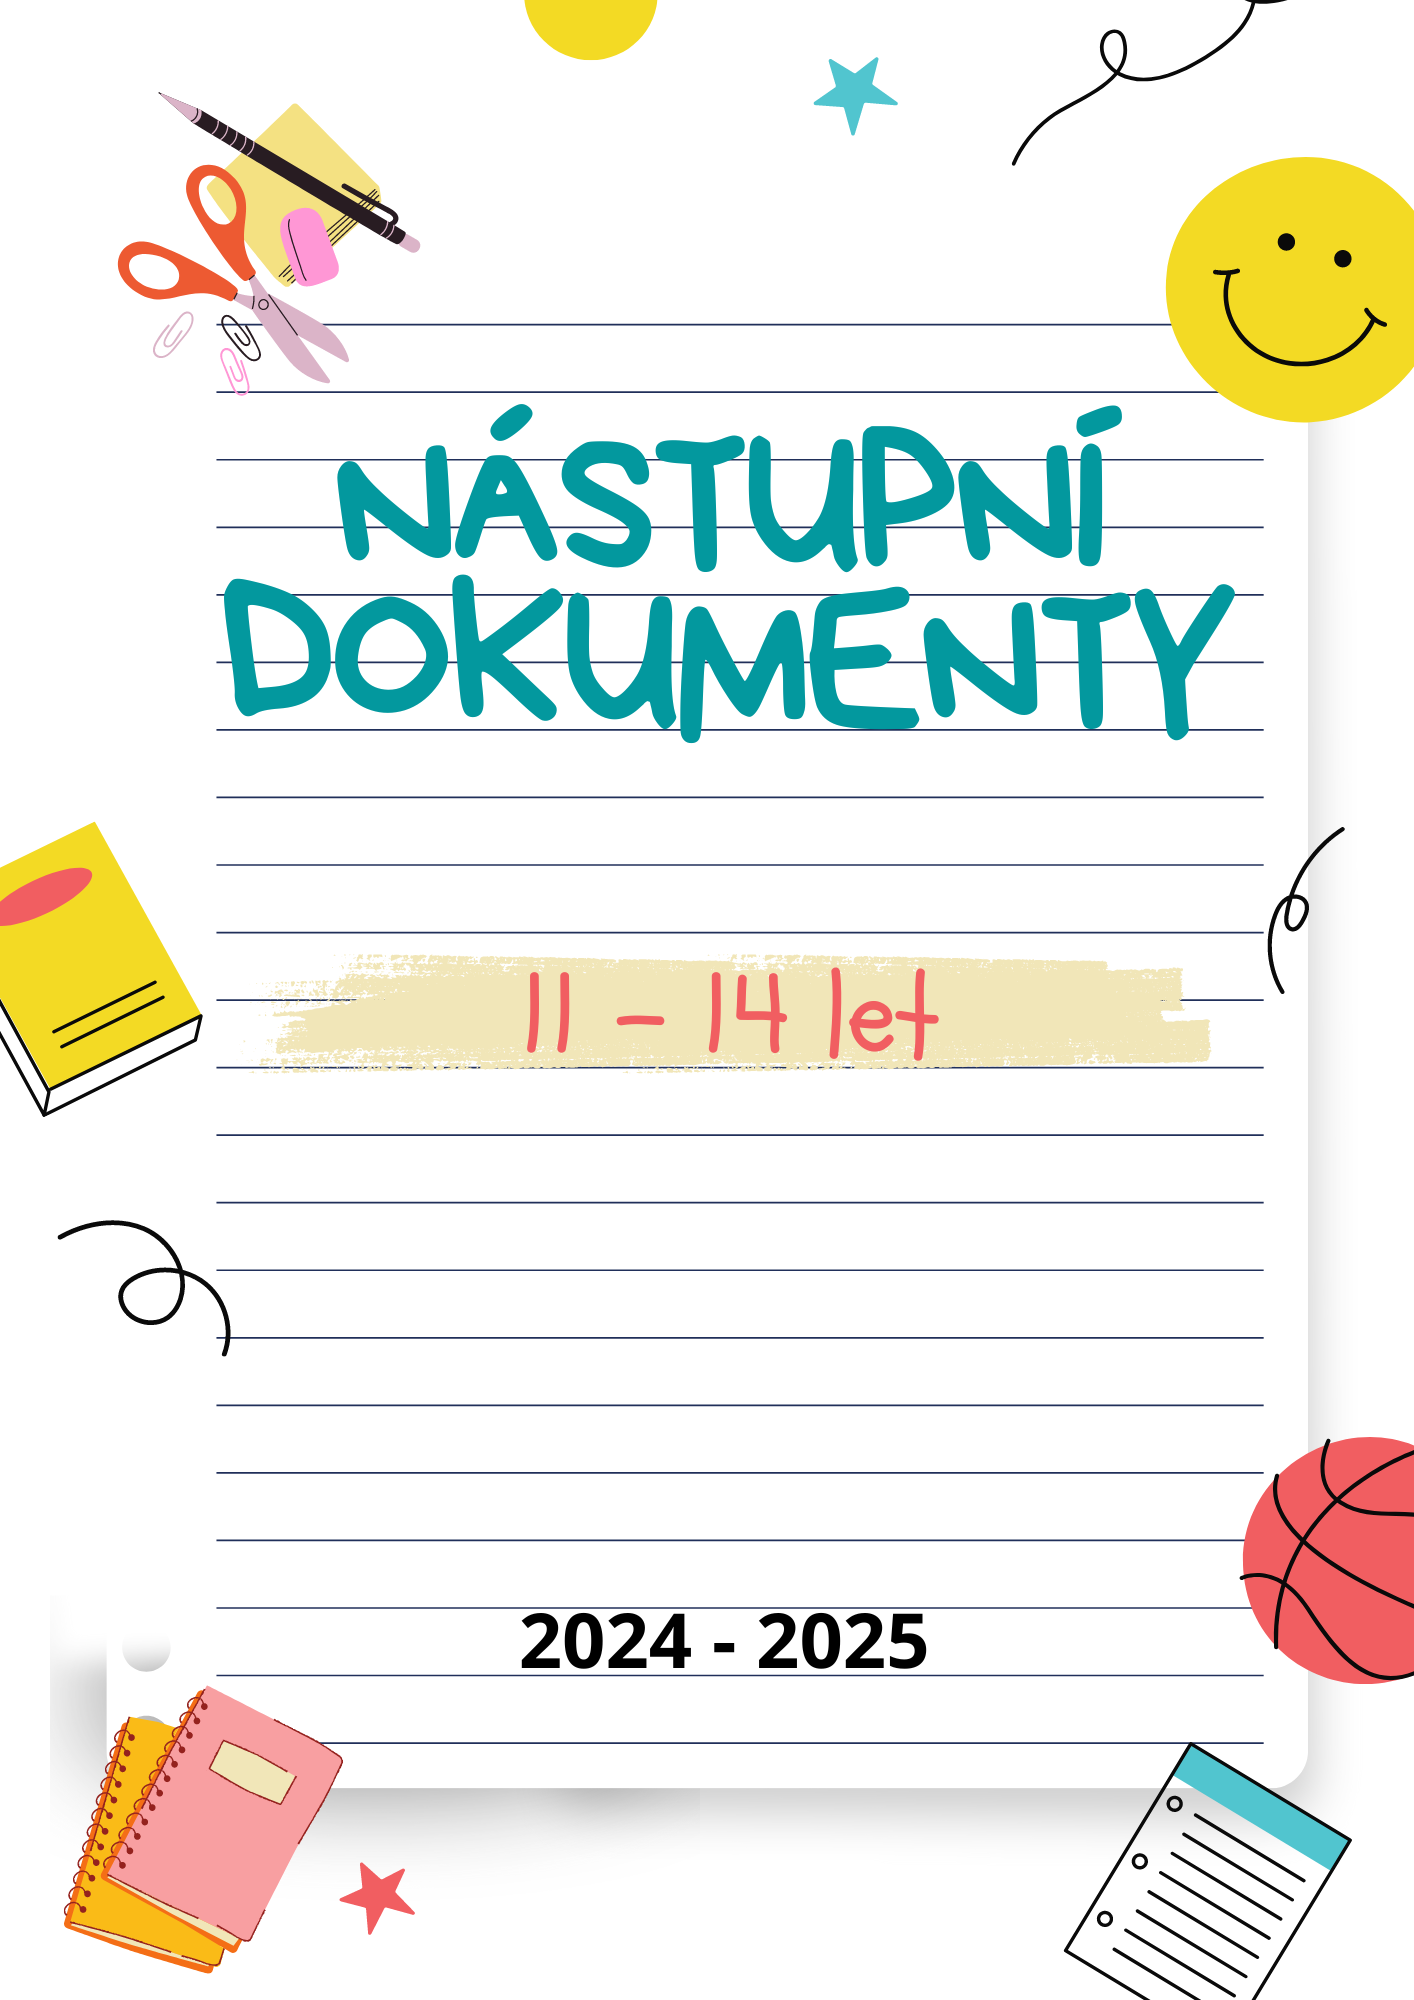 NÁSTUPNÍ
DOKUMENTY
11 - 14 let
2024 - 2025